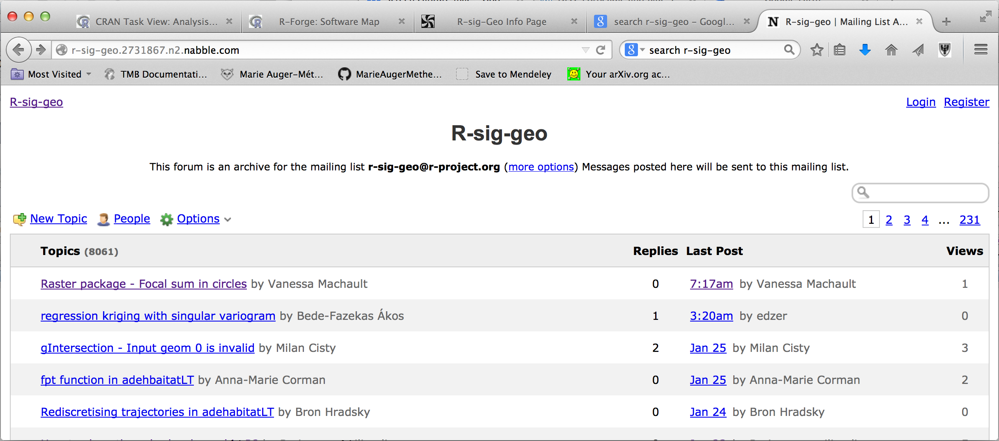 CRAN Task View: Analysis... R-Forge: Software Map R-sig-Geo Info Page search r-sig-geo – Googl... R-sig-geo | Mailing List A...
r-sig-geo.2731867.n2.nabble.com search r-sig-geo
Most Visited TMB Documentati... Marie Auger-Mét... MarieAugerMethe... Save to Mendeley Your arXiv.org ac...
R-sig-geo Login Register
R-sig-geo
This forum is an archive for the mailing list r-sig-geo@r-project.org (more options) Messages posted here will be sent to this mailing list.
New Topic People Options 1 2 3 4 ... 231
Topics (8061) Replies Last Post Views
Raster package - Focal sum in circles by Vanessa Machault 0 7:17am by Vanessa Machault 1
regression kriging with singular variogram by Bede-Fazekas Ákos 1 3:20am by edzer 0
gIntersection - Input geom 0 is invalid by Milan Cisty 2 Jan 25 by Milan Cisty 3
fpt function in adehbaitatLT by Anna-Marie Corman 0 Jan 25 by Anna-Marie Corman 2
Rediscretising trajectories in adehabitatLT by Bron Hradsky 0 Jan 24 by Bron Hradsky 0